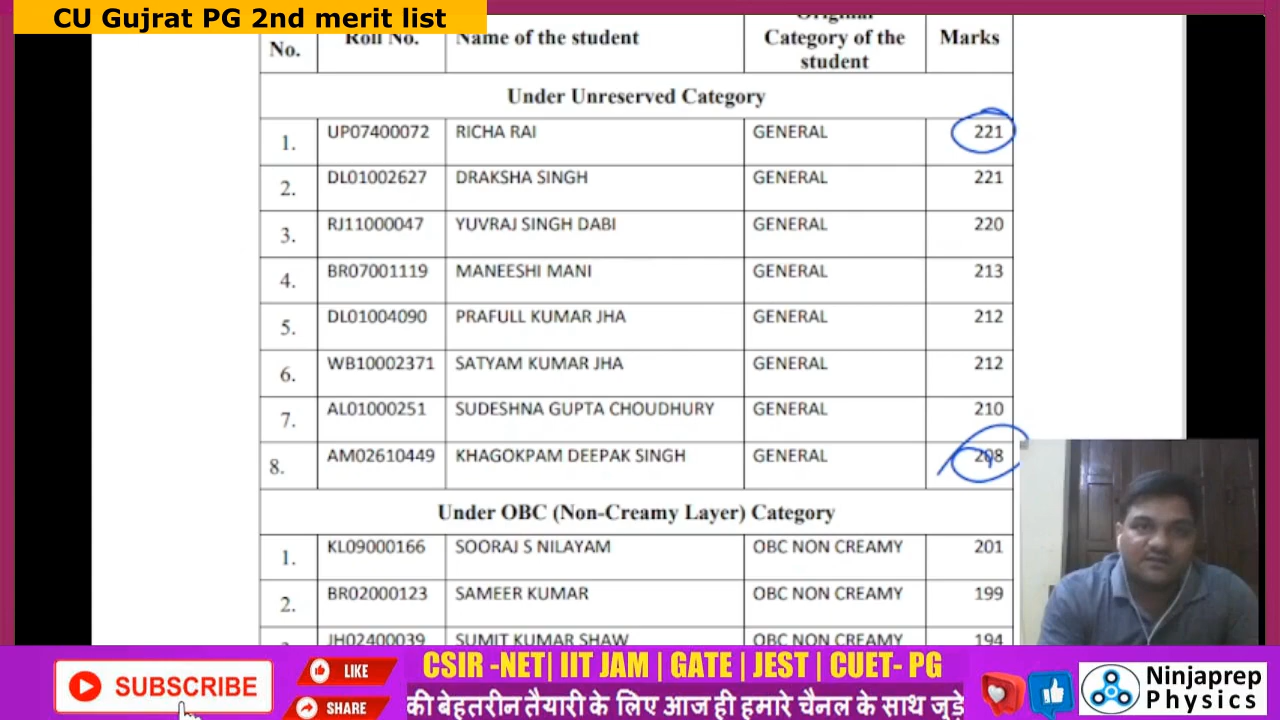 CU Gujrat PG 2nd merit list
No. Roll No. Name of the student Original Category of the student Marks
Under Unreserved Category
1. UP07400072 RICHA RAI GENERAL 221
2. DL01002627 DRAKSHA SINGH GENERAL 221
3. RJ11000047 YUVRAJ SINGH DABI GENERAL 220
4. BR07001119 MANEESHI MANI GENERAL 213
5. DL01004090 PRAFULL KUMAR JHA GENERAL 212
6. WB10002371 SATYAM KUMAR JHA GENERAL 212
7. AL01000251 SUDESHNA GUPTA CHOUDHURY GENERAL 210
8. AM02610449 KHAGOKPAM DEEPAK SINGH GENERAL 208
Under OBC (Non-Creamy Layer) Category
1. KL09000166 SOORAJ S NILAYAM OBC NON CREAMY 201
2. BR02000123 SAMEER KUMAR OBC NON CREAMY 199
JH02400039 SUMIT KUMAR SHAW OBC NON CREAMY 194
SUBSCRIBE
LIKE
SHARE
CSIR -NET| IIT JAM | GATE | JEST | CUET- PG
की बेहतरीन तैयारी के लिए आज ही हमारे चैनल के साथ जूड़े
Ninjaprep
Physics